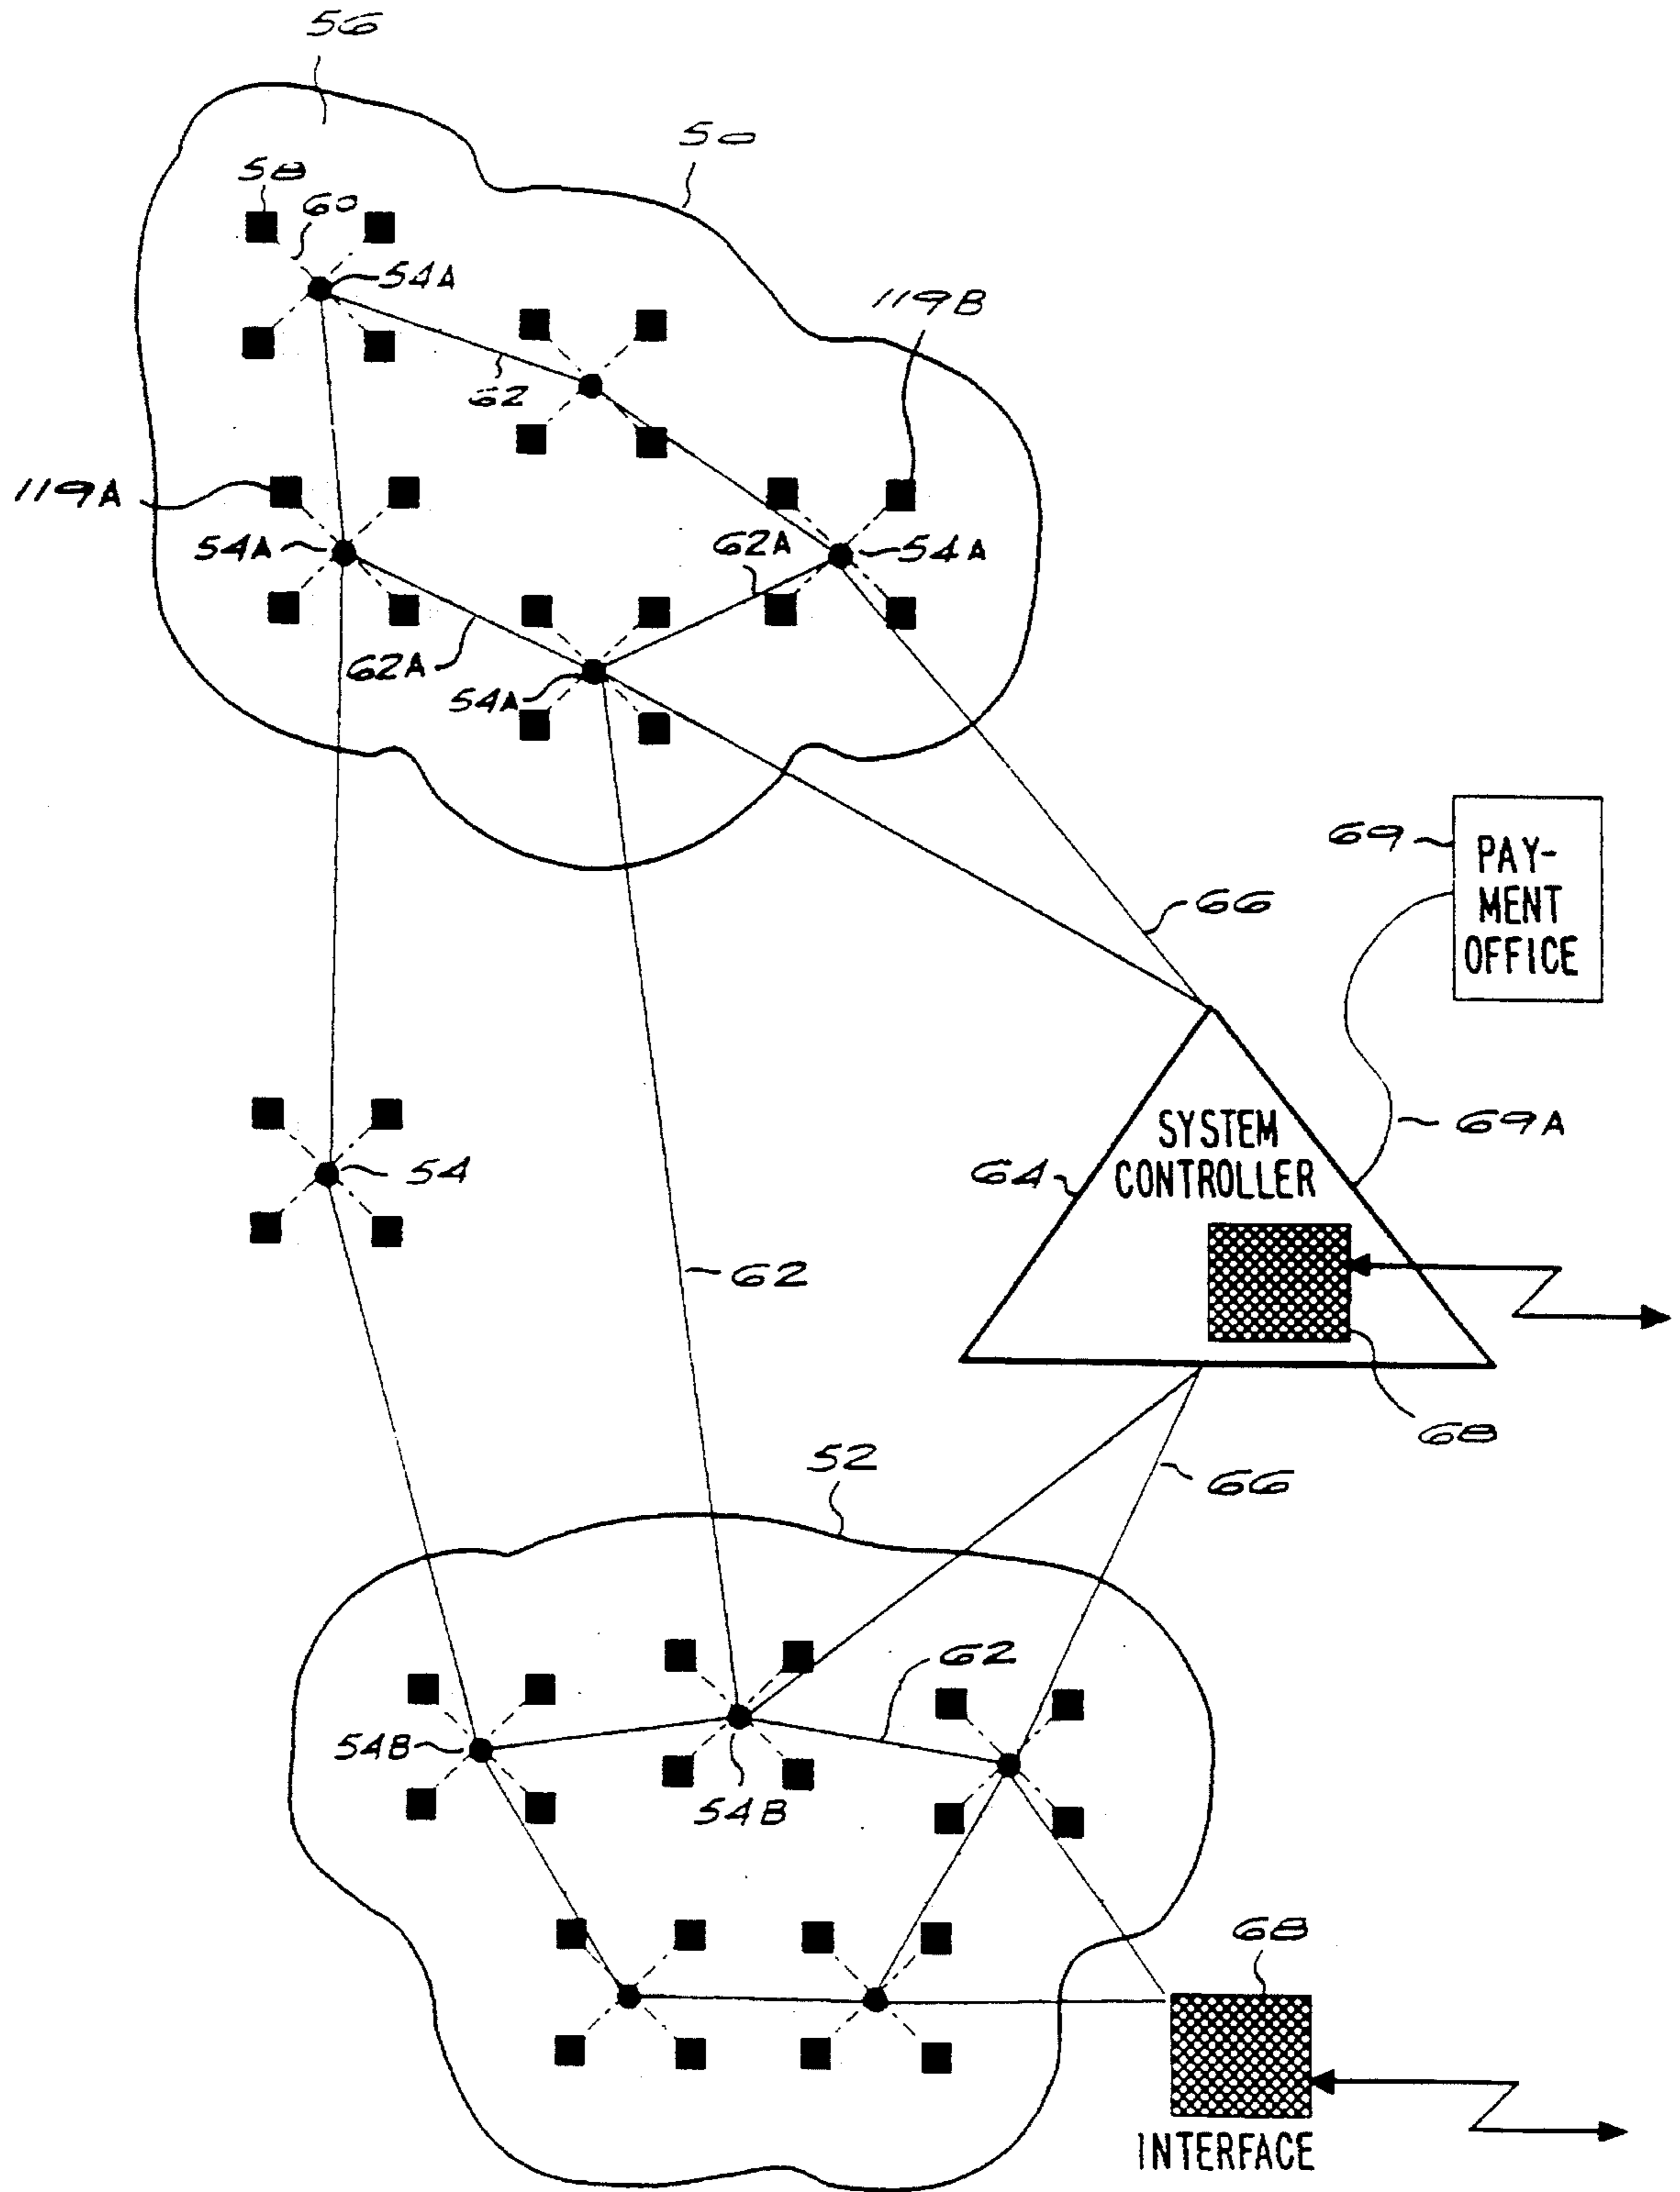 56
50
58
60
54A
119B
62
119A
54A
62A
54A
62A
54A
69
PAY-
MENT
OFFICE
66
SYSTEM
CONTROLLER
69A
64
54
62
68
52
66
62
54B
54B
68
INTERFACE